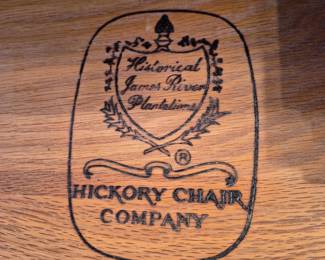 Historical
James River
Plantations
®
HICKORY CHAIR
COMPANY